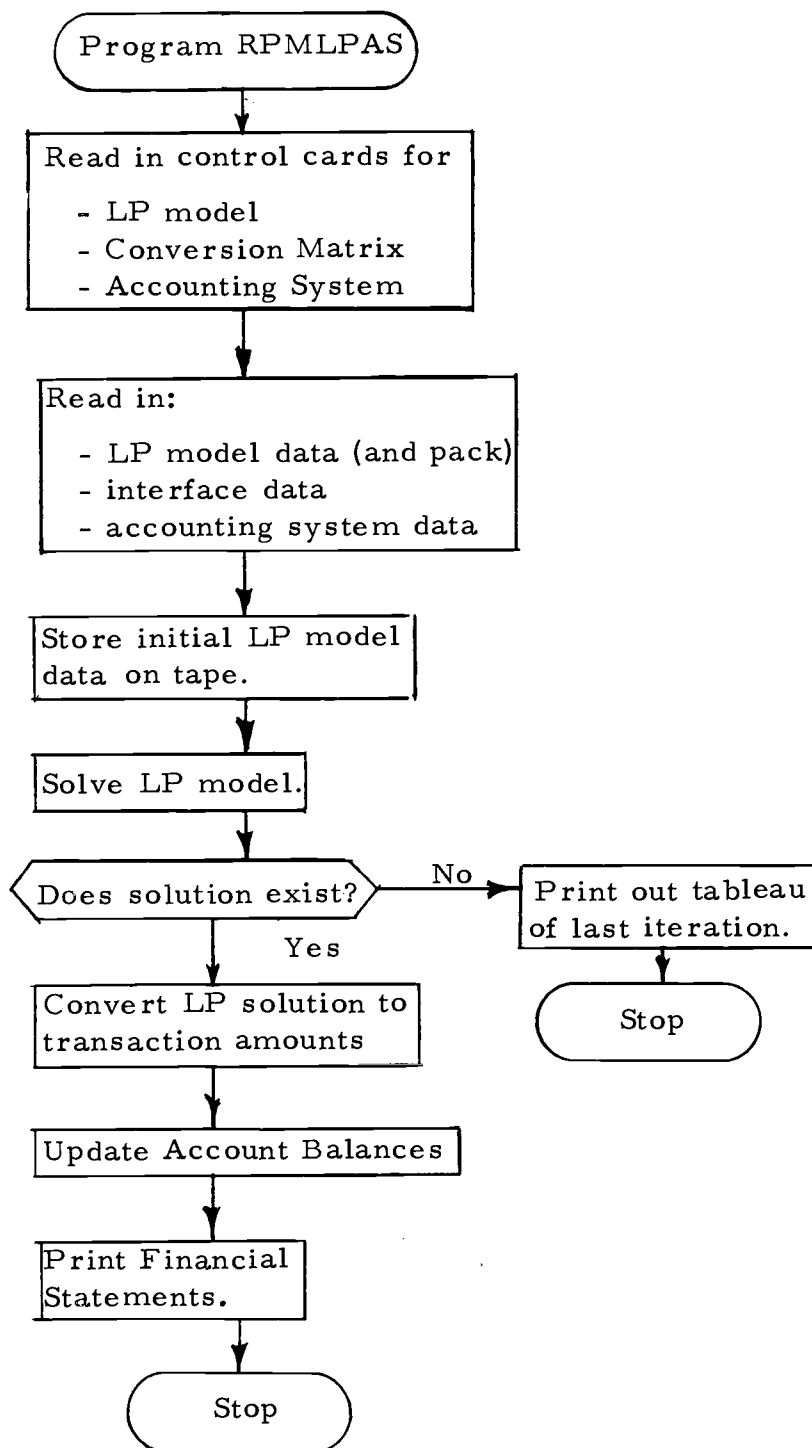 Program RPMLPAS
Read in control cards for
- LP model
- Conversion Matrix
- Accounting System
Read in:
- LP model data (and pack)
- interface data
- accounting system data
Store initial LP model
data on tape.
Solve LP model.
Does solution exist?
No
Print out tableau
of last iteration.
Stop
Yes
Convert LP solution to
transaction amounts
Update Account Balances
Print Financial
Statements.
Stop